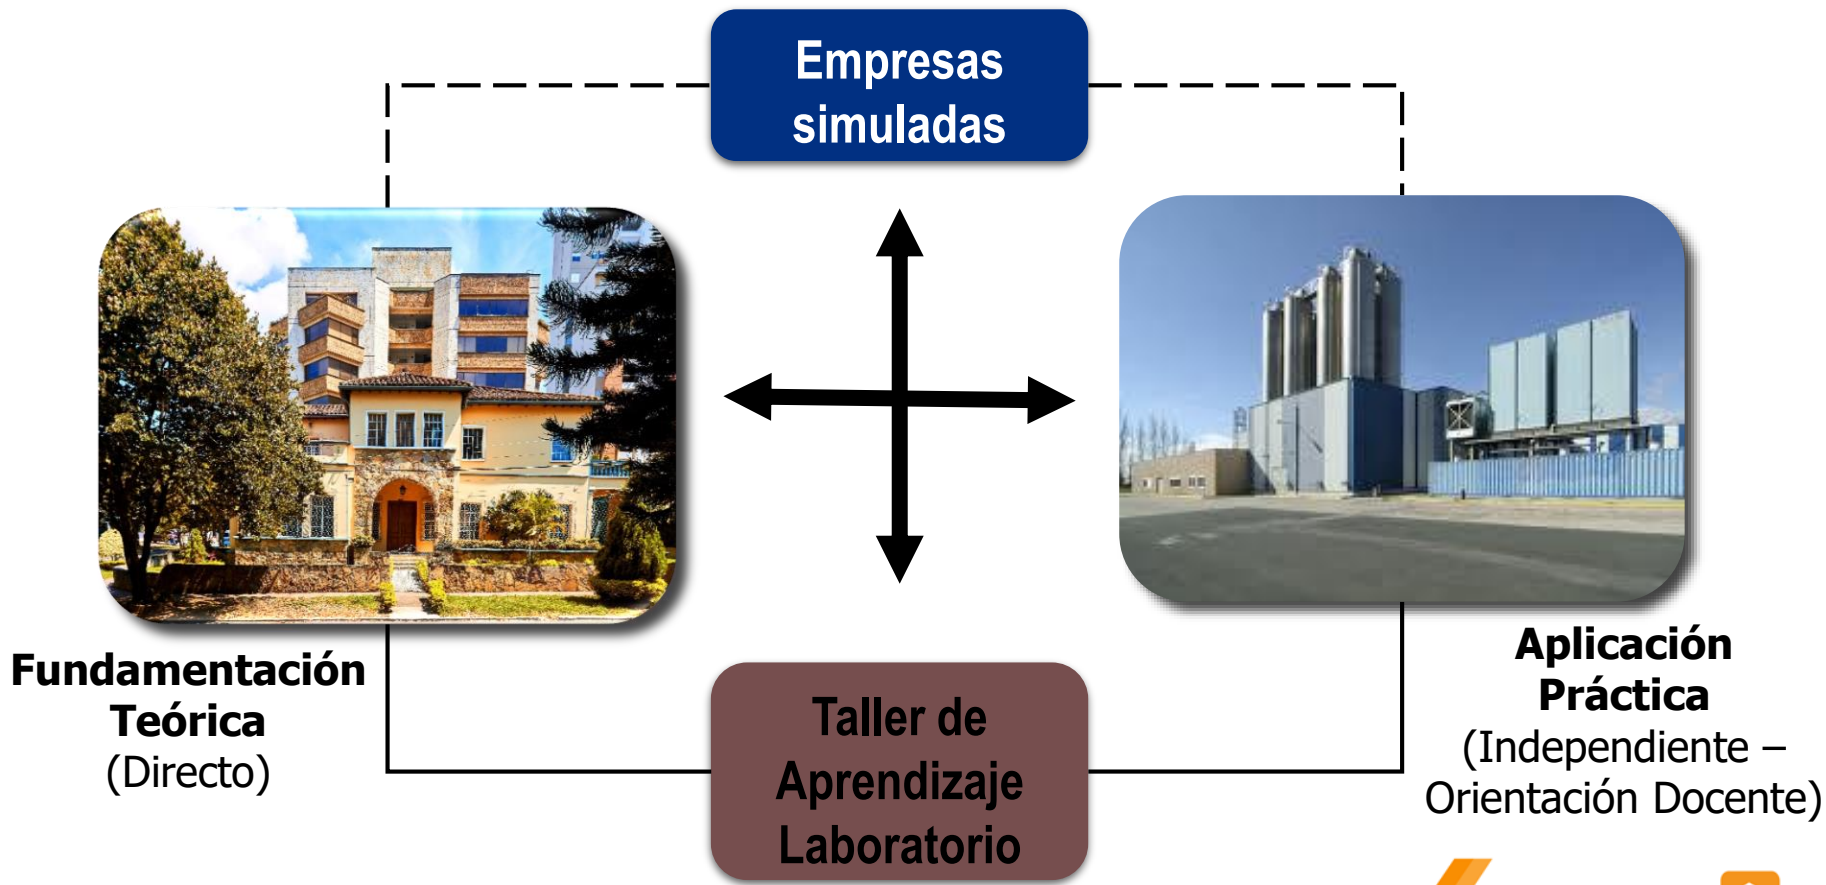 Empresas
simuladas
Fundamentación
Teórica
(Directo)
Taller de
Aprendizaje
Laboratorio
Aplicación
Práctica
(Independiente –
Orientación Docente)